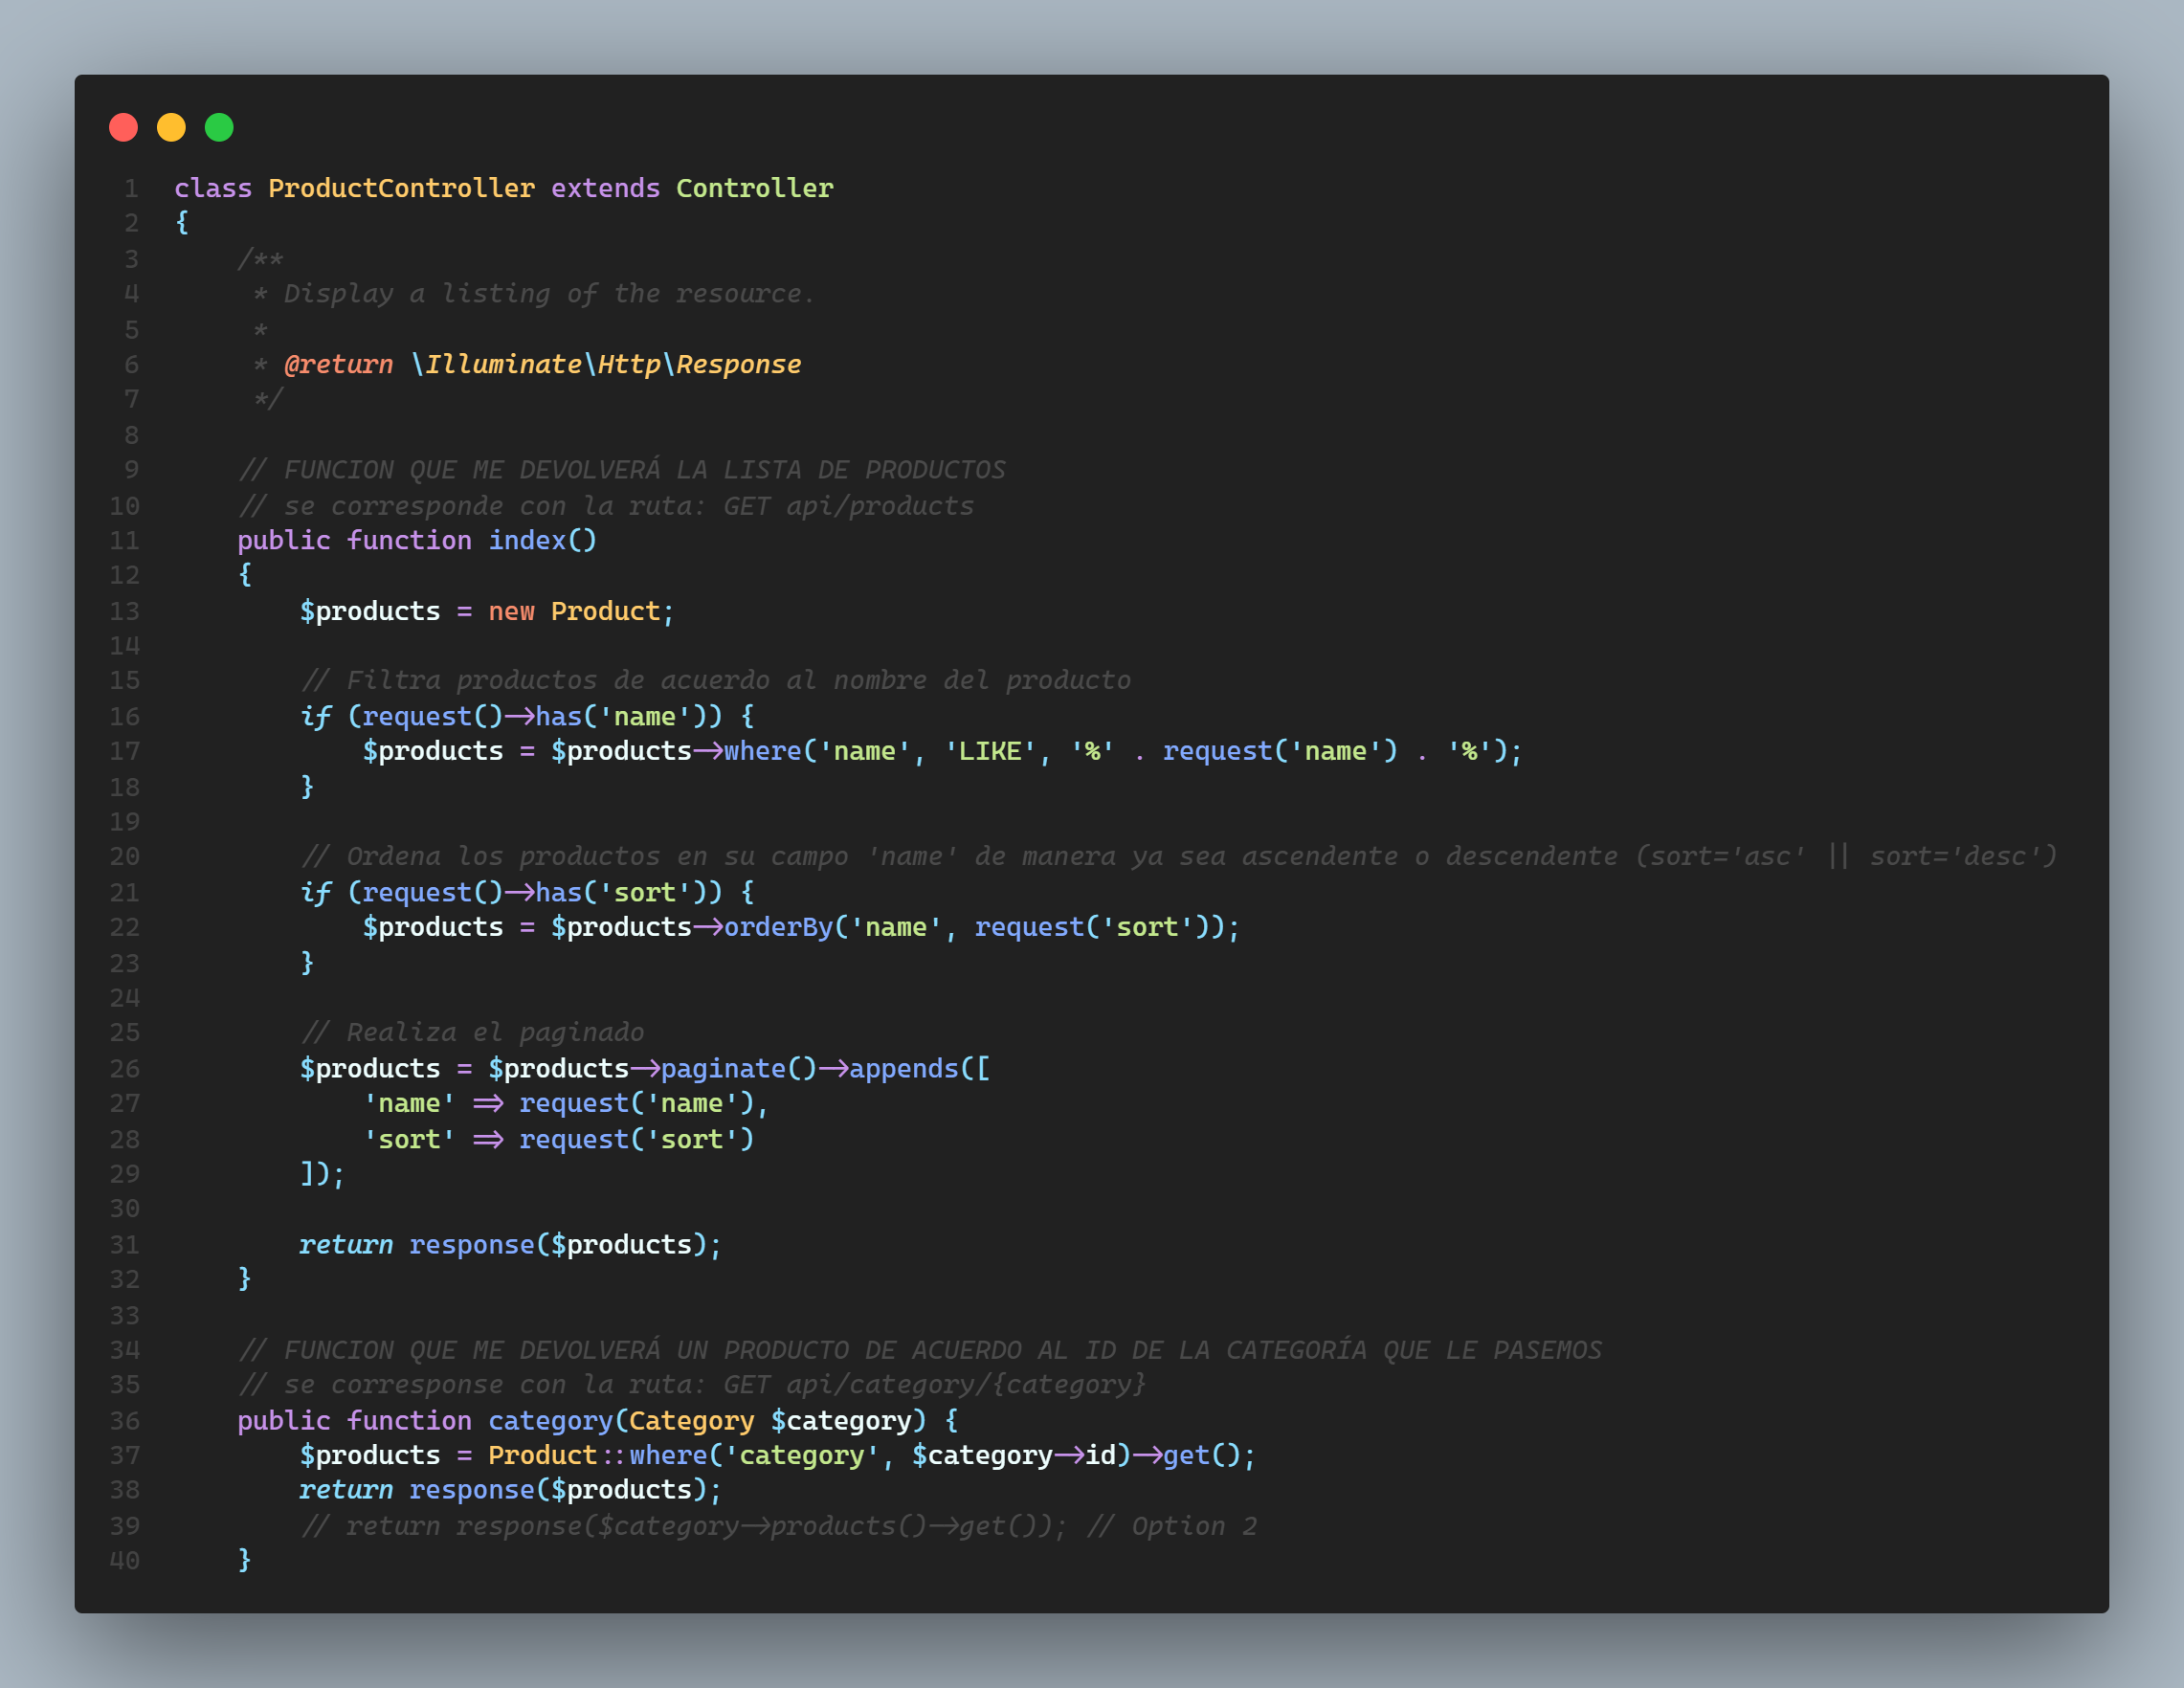 1 class ProductController extends Controller
2 {
3     /**
4      * Display a listing of the resource.
5      *
6      * @return \Illuminate\Http\Response
7      */
8
9     // FUNCION QUE ME DEVOLVERÁ LA LISTA DE PRODUCTOS
10     // se corresponde con la ruta: GET api/products
11     public function index()
12     {
13         $products = new Product;
14
15         // Filtra productos de acuerdo al nombre del producto
16         if (request()->has('name')) {
17             $products = $products->where('name', 'LIKE', '%' . request('name') . '%');
18         }
19
20         // Ordena los productos en su campo 'name' de manera ya sea ascendente o descendente (sort='asc' || sort='desc')
21         if (request()->has('sort')) {
22             $products = $products->orderBy('name', request('sort'));
23         }
24
25         // Realiza el paginado
26         $products = $products->paginate()->appends([
27             'name' => request('name'),
28             'sort' => request('sort')
29         ]);
30
31         return response($products);
32     }
33
34     // FUNCION QUE ME DEVOLVERÁ UN PRODUCTO DE ACUERDO AL ID DE LA CATEGORÍA QUE LE PASEMOS
35     // se corresponse con la ruta: GET api/category/{category}
36     public function category(Category $category) {
37         $products = Product::where('category', $category->id)->get();
38         return response($products);
39         // return response($category->products()->get()); // Option 2
40     }